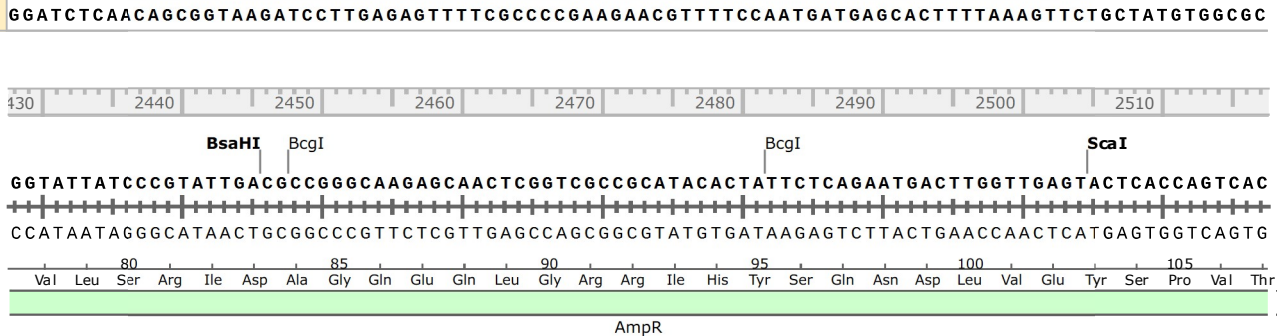 GGATCTCAACAGCGGTAAGATCCTTGAGAGTTTTCGCCCCGAAGAACGTTTTCCAATGATGAGCACTTTTAAAGTTCTGCTATGTGGCGC
430 2440 2450 2460 2470 2480 2490 2500 2510
BsaHI BcgI BcgI ScaI
GGTATTATCCCGTATTGACGCCGGGCAAGAGCAACTCGGTCGCCGCATACACTATTCTCAGAATGACTTGGTTGAGTACTCACCAGTCAC
CCATAATAGGGCATAACTGCGGCCCGTTCTCGTTGAGCCAGCGGCGTATGTGATAAGAGTCTTACTGAACCAACTCATGAGTGGTCAGTG
80 85 90 95 100 105
Val Leu Ser Arg Ile Asp Ala Gly Gln Glu Gln Leu Gly Arg Arg Ile His Tyr Ser Gln Asn Asp Leu Val Glu Tyr Ser Pro Val Thr
AmpR